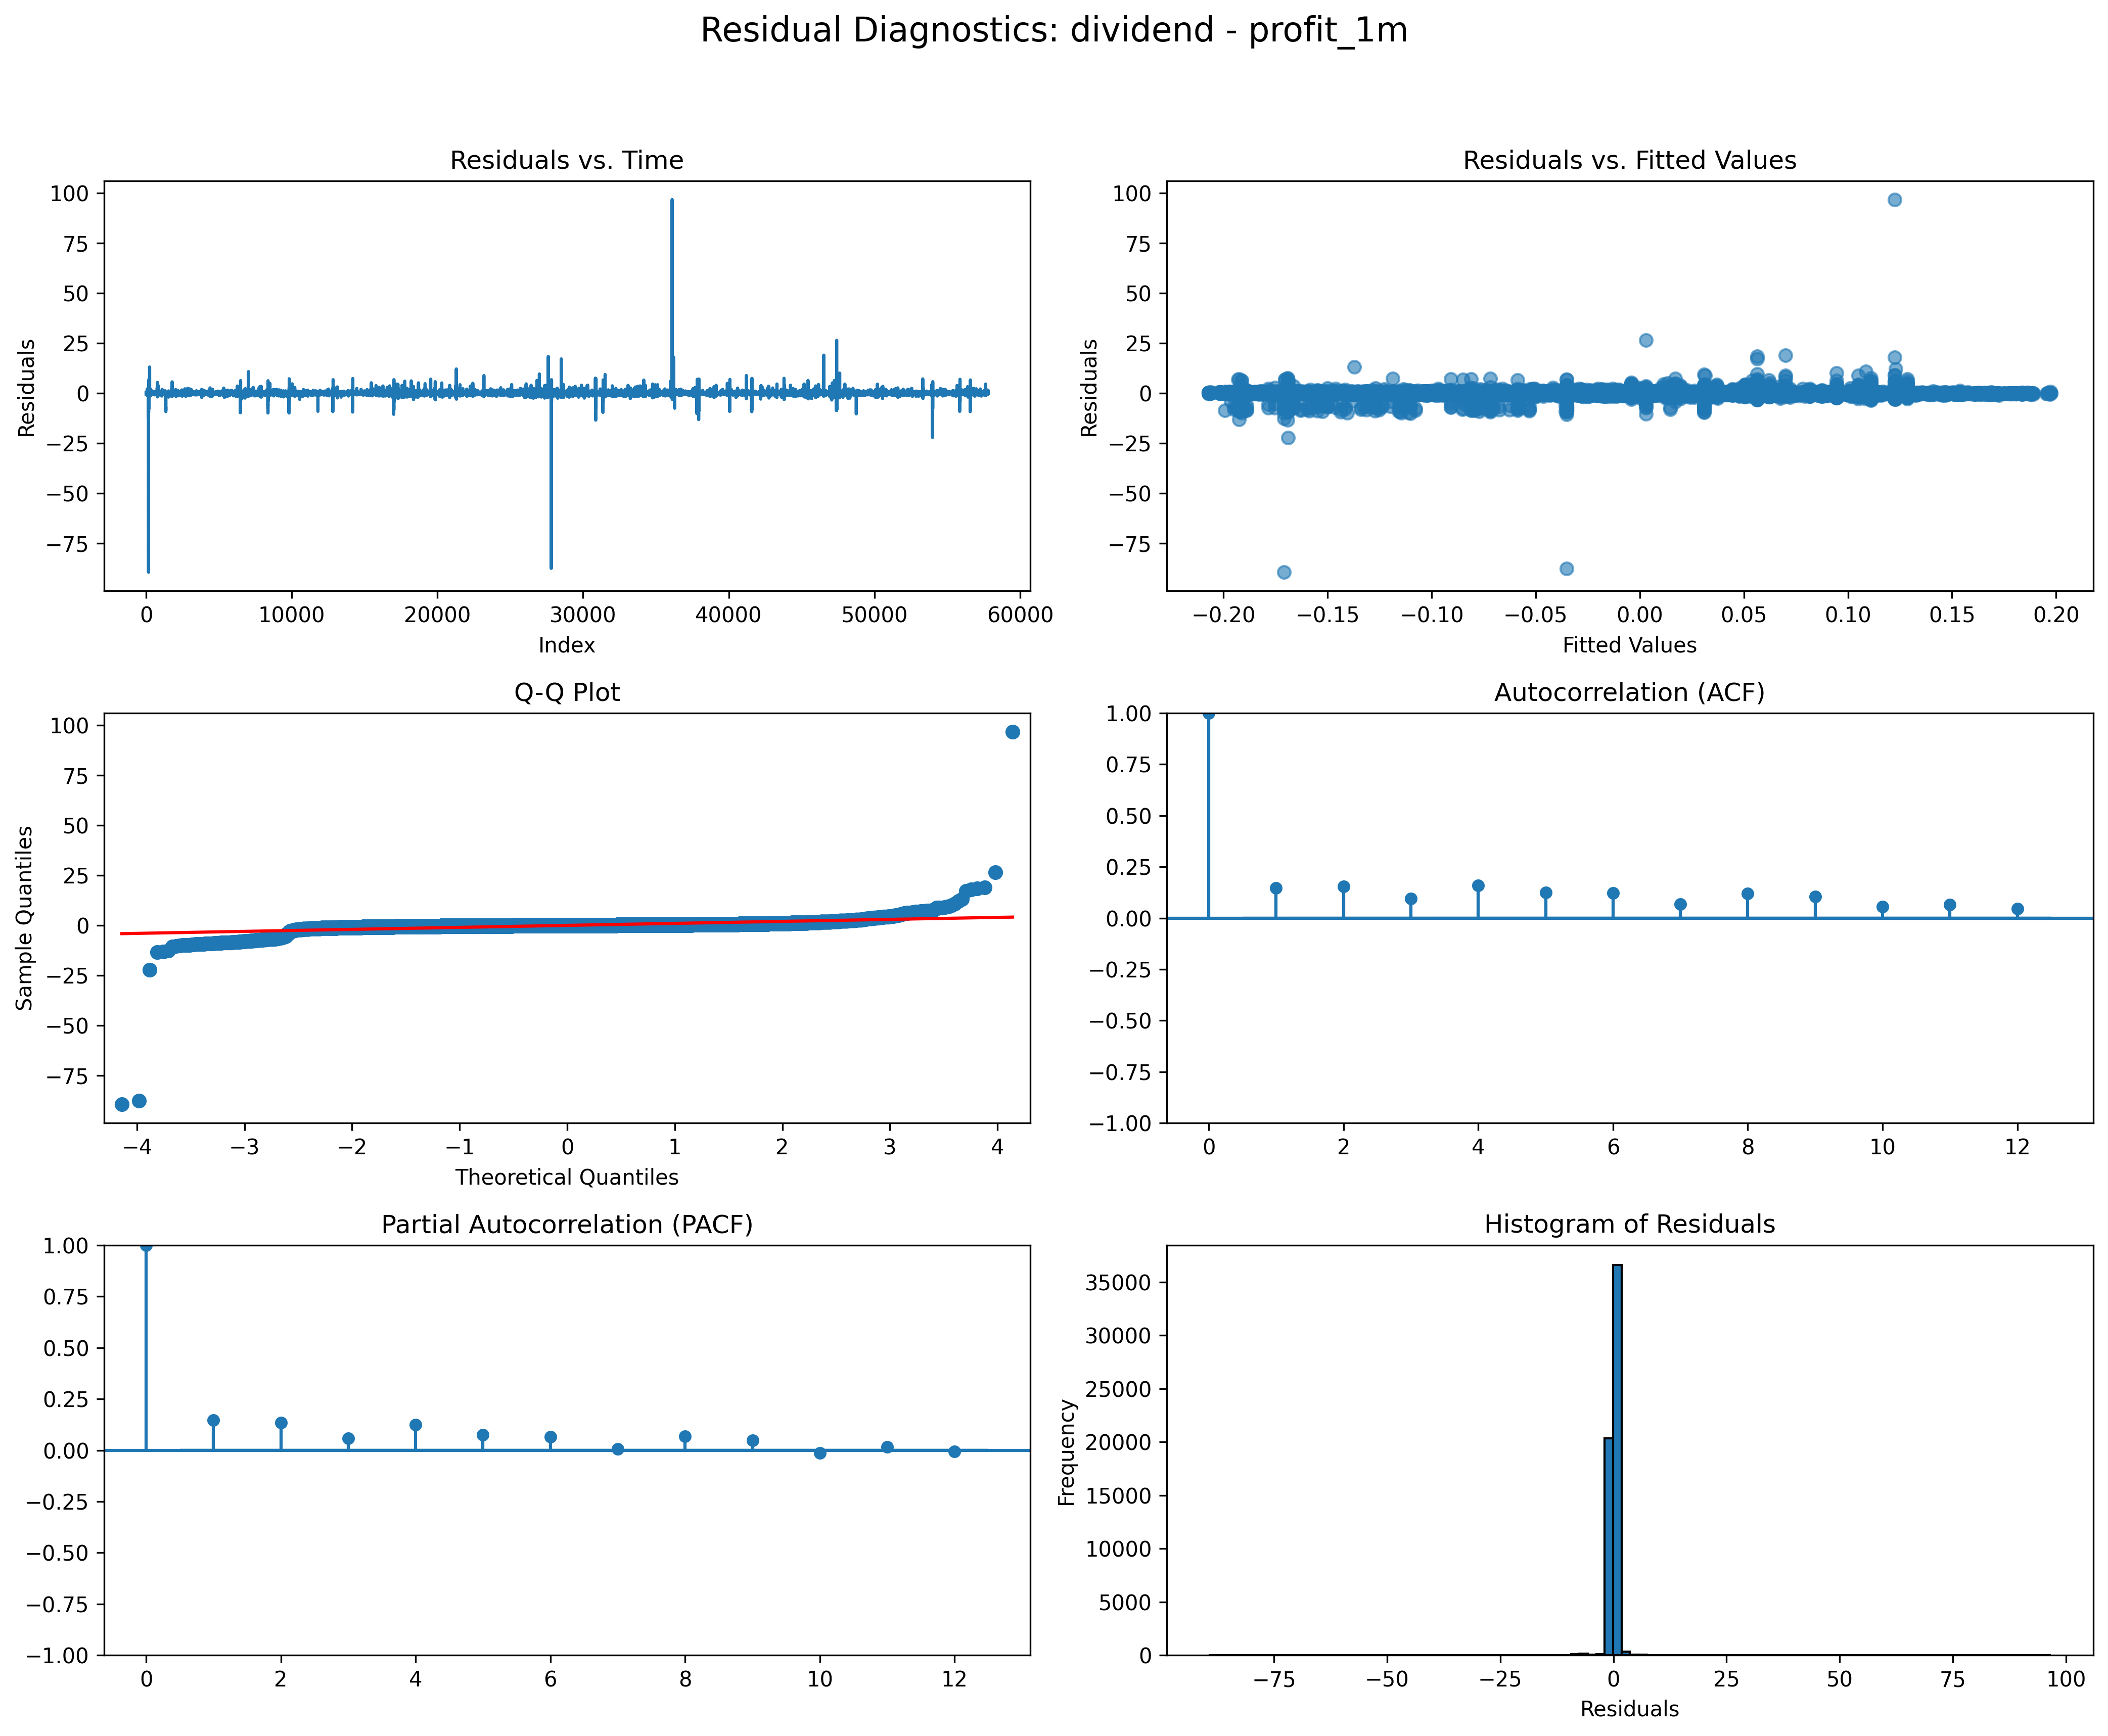 Residual Diagnostics: dividend - profit_1m
Residuals vs. Time
Residuals
100
75
50
25
0
−25
−50
−75
0 10000 20000 30000 40000 50000 60000
Index
Residuals vs. Fitted Values
Residuals
100
75
50
25
0
−25
−50
−75
−0.20 −0.15 −0.10 −0.05 0.00 0.05 0.10 0.15 0.20
Fitted Values
Q-Q Plot
Sample Quantiles
100
75
50
25
0
−25
−50
−75
−4 −3 −2 −1 0 1 2 3 4
Theoretical Quantiles
Autocorrelation (ACF)
1.00
0.75
0.50
0.25
0.00
−0.25
−0.50
−0.75
−1.00
0 2 4 6 8 10 12
Partial Autocorrelation (PACF)
1.00
0.75
0.50
0.25
0.00
−0.25
−0.50
−0.75
−1.00
0 2 4 6 8 10 12
Histogram of Residuals
Frequency
35000
30000
25000
20000
15000
10000
5000
0
−75 −50 −25 0 25 50 75 100
Residuals